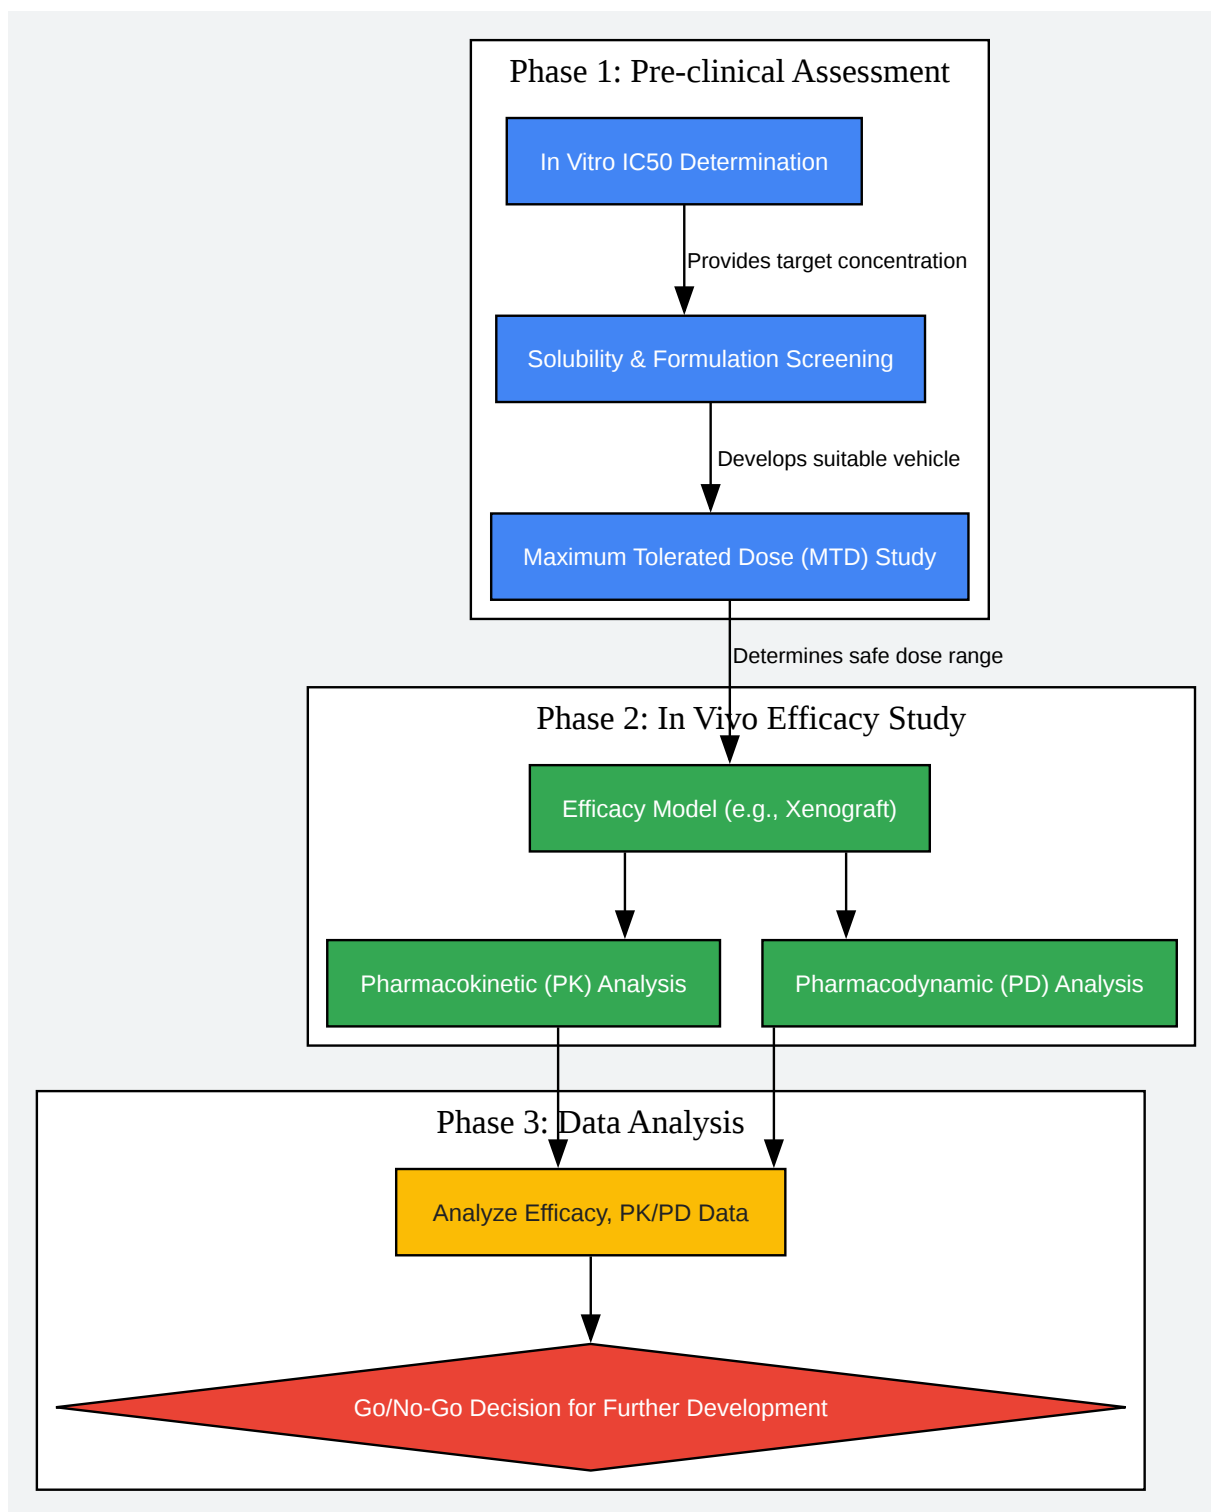 Phase 1: Pre-clinical Assessment
In Vitro IC50 Determination
Provides target concentration
Solubility & Formulation Screening
Develops suitable vehicle
Maximum Tolerated Dose (MTD) Study
Determines safe dose range
Phase 2: In Vivo Efficacy Study
Efficacy Model (e.g., Xenograft)
Pharmacokinetic (PK) Analysis
Pharmacodynamic (PD) Analysis
Phase 3: Data Analysis
Analyze Efficacy, PK/PD Data
Go/No-Go Decision for Further Development